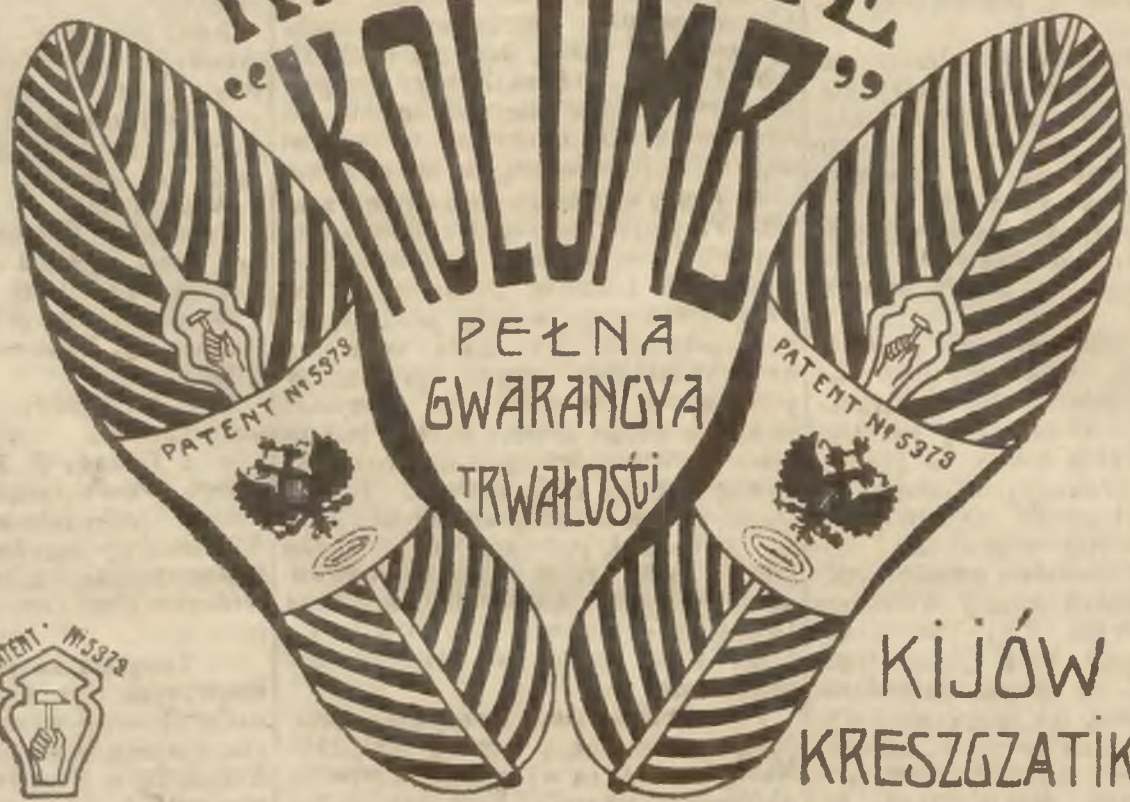 “KOLUMB”
PEŁNA
GWARANCYA
TRWAŁOŚCi
PATENT № 5373
PATENT № 5373
PATENT № 5373
KIJÓW
KRESZCZATIK